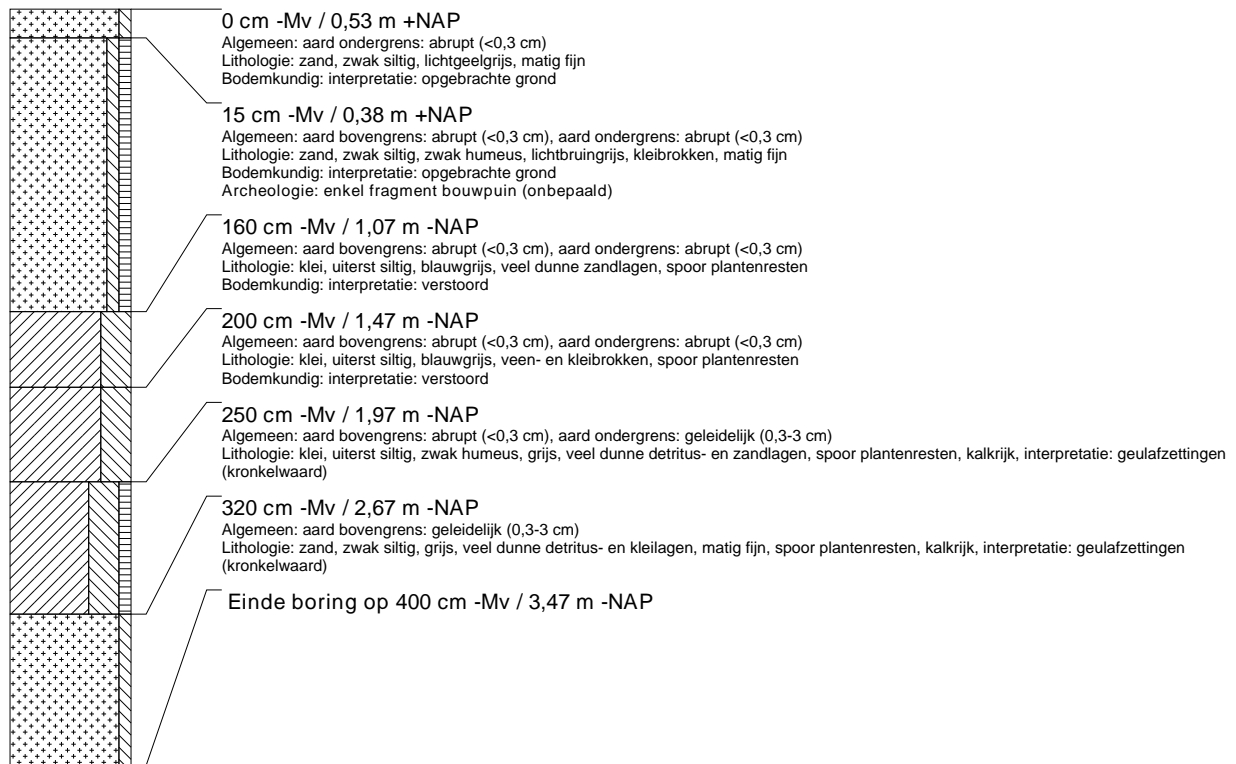 0 cm -Mv / 0,53 m +NAP
Algemeen: aard ondergrens: abrupt (<0,3 cm)
Lithologie: zand, zwak siltig, lichtgeelgrijs, matig fijn
Bodemkundig: interpretatie: opgebrachte grond
15 cm -Mv / 0,38 m +NAP
Algemeen: aard bovengrens: abrupt (<0,3 cm), aard ondergrens: abrupt (<0,3 cm)
Lithologie: zand, zwak siltig, zwak humeus, lichtbruingrijs, kleibrokken, matig fijn
Bodemkundig: interpretatie: opgebrachte grond
Archeologie: enkel fragment bouwpuin (onbepaald)
160 cm -Mv / 1,07 m -NAP
Algemeen: aard bovengrens: abrupt (<0,3 cm), aard ondergrens: abrupt (<0,3 cm)
Lithologie: klei, uiterst siltig, blauwgrijs, veel dunne zandlagen, spoor plantenresten
Bodemkundig: interpretatie: verstoord
200 cm -Mv / 1,47 m -NAP
Algemeen: aard bovengrens: abrupt (<0,3 cm), aard ondergrens: abrupt (<0,3 cm)
Lithologie: klei, uiterst siltig, blauwgrijs, veen- en kleibrokken, spoor plantenresten
Bodemkundig: interpretatie: verstoord
250 cm -Mv / 1,97 m -NAP
Algemeen: aard bovengrens: abrupt (<0,3 cm), aard ondergrens: geleidelijk (0,3-3 cm)
Lithologie: klei, uiterst siltig, zwak humeus, grijs, veel dunne detritus- en zandlagen, spoor plantenresten, kalkrijk, interpretatie: geulafzettingen
(kronkelwaard)
320 cm -Mv / 2,67 m -NAP
Algemeen: aard bovengrens: geleidelijk (0,3-3 cm)
Lithologie: zand, zwak siltig, grijs, veel dunne detritus- en kleilagen, matig fijn, spoor plantenresten, kalkrijk, interpretatie: geulafzettingen
(kronkelwaard)
Einde boring op 400 cm -Mv / 3,47 m -NAP